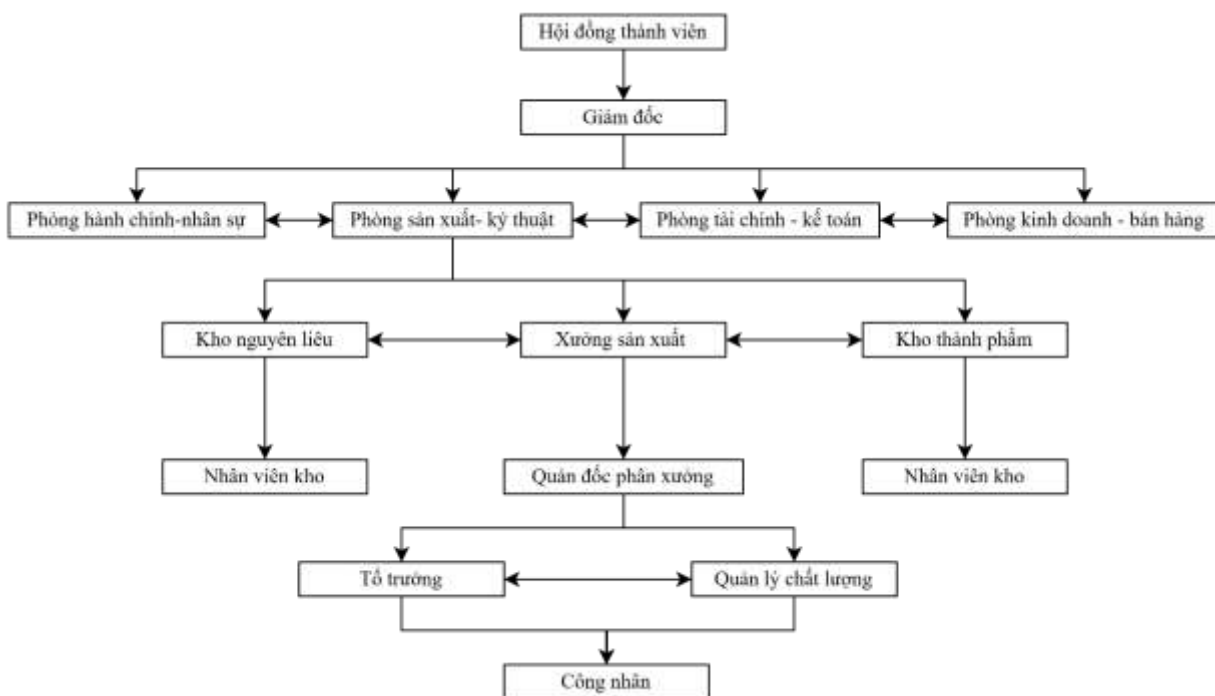 Hội đồng thành viên
Giám đốc
Phòng hành chính-nhân sự
Phòng sản xuất- kỹ thuật
Phòng tài chính - kế toán
Phòng kinh doanh - bán hàng
Kho nguyên liêu
Xưởng sản xuất
Kho thành phẩm
Nhân viên kho
Quản đốc phân xưởng
Nhân viên kho
Tổ trưởng
Quản lý chất lượng
Công nhân